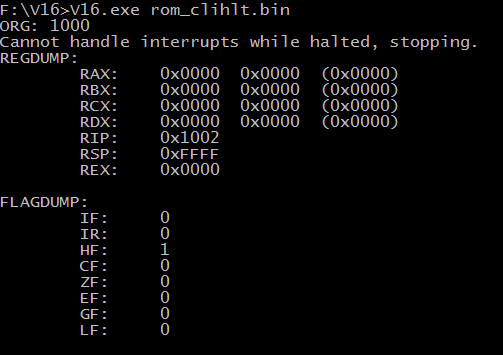 F:\V16>V16.exe rom_clihlt.bin
ORG: 1000
Cannot handle interrupts while halted, stopping.
REGDUMP:
RAX: 0x0000 0x0000 (0x0000)
RBX: 0x0000 0x0000 (0x0000)
RCX: 0x0000 0x0000 (0x0000)
RDX: 0x0000 0x0000 (0x0000)
RIP: 0x1002
RSP: 0xFFFF
REX: 0x0000
FLAGDUMP:
IF: 0
IR: 0
HF: 1
CF: 0
ZF: 0
EF: 0
GF: 0
LF: 0